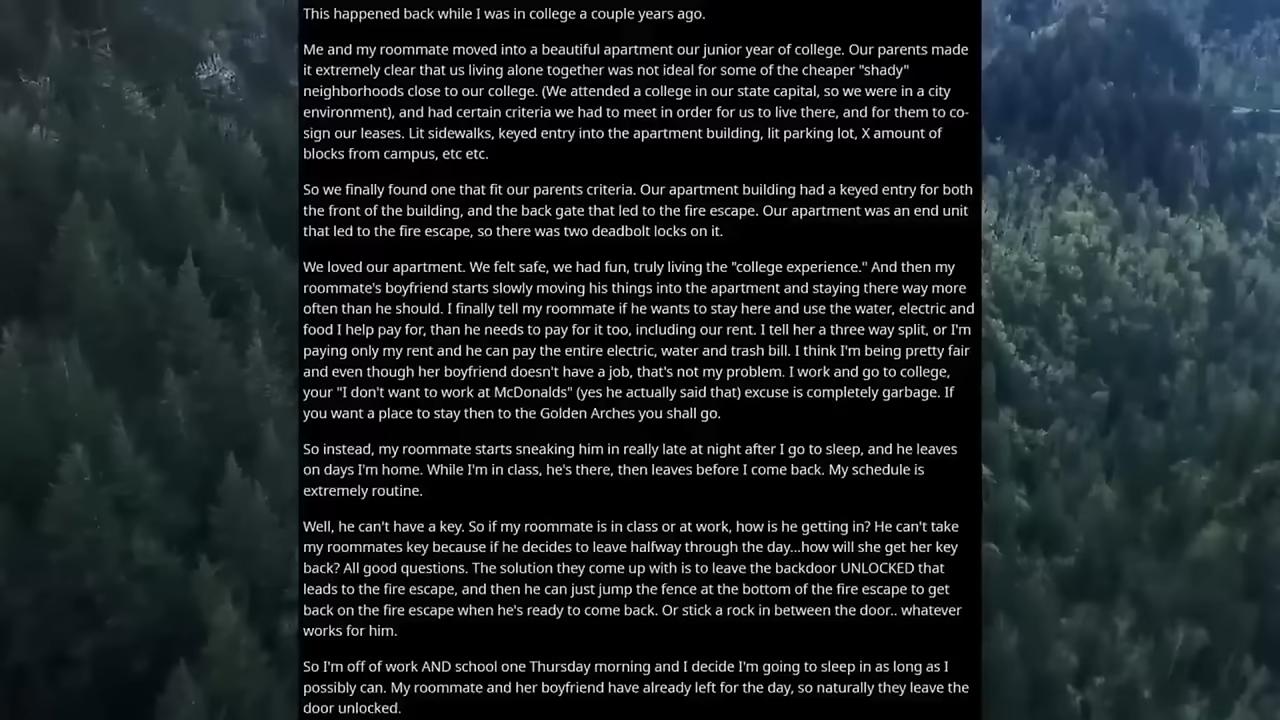 This happened back while I was in college a couple years ago.
Me and my roommate moved into a beautiful apartment our junior year of college. Our parents made
it extremely clear that us living alone together was not ideal for some of the cheaper "shady"
neighborhoods close to our college. (We attended a college in our state capital, so we were in a city
environment), and had certain criteria we had to meet in order for us to live there, and for them to co-
sign our leases. Lit sidewalks, keyed entry into the apartment building, lit parking lot, X amount of
blocks from campus, etc etc.
So we finally found one that fit our parents criteria. Our apartment building had a keyed entry for both
the front of the building, and the back gate that led to the fire escape. Our apartment was an end unit
that led to the fire escape, so there was two deadbolt locks on it.
We loved our apartment. We felt safe, we had fun, truly living the "college experience." And then my
roommate's boyfriend starts slowly moving his things into the apartment and staying there way more
often than he should. I finally tell my roommate if he wants to stay here and use the water, electric and
food I help pay for, than he needs to pay for it too, including our rent. I tell her a three way split, or I'm
paying only my rent and he can pay the entire electric, water and trash bill. I think I'm being pretty fair
and even though her boyfriend doesn't have a job, that's not my problem. I work and go to college,
your "I don't want to work at McDonalds" (yes he actually said that) excuse is completely garbage. If
you want a place to stay then to the Golden Arches you shall go.
So instead, my roommate starts sneaking him in really late at night after I go to sleep, and he leaves
on days I'm home. While I'm in class, he's there, then leaves before I come back. My schedule is
extremely routine.
Well, he can't have a key. So if my roommate is in class or at work, how is he getting in? He can't take
my roommates key because if he decides to leave halfway through the day...how will she get her key
back? All good questions. The solution they come up with is to leave the backdoor UNLOCKED that
leads to the fire escape, and then he can just jump the fence at the bottom of the fire escape to get
back on the fire escape when he's ready to come back. Or stick a rock in between the door.. whatever
works for him.
So I'm off of work AND school one Thursday morning and I decide I'm going to sleep in as long as I
possibly can. My roommate and her boyfriend have already left for the day, so naturally they leave the
door unlocked.